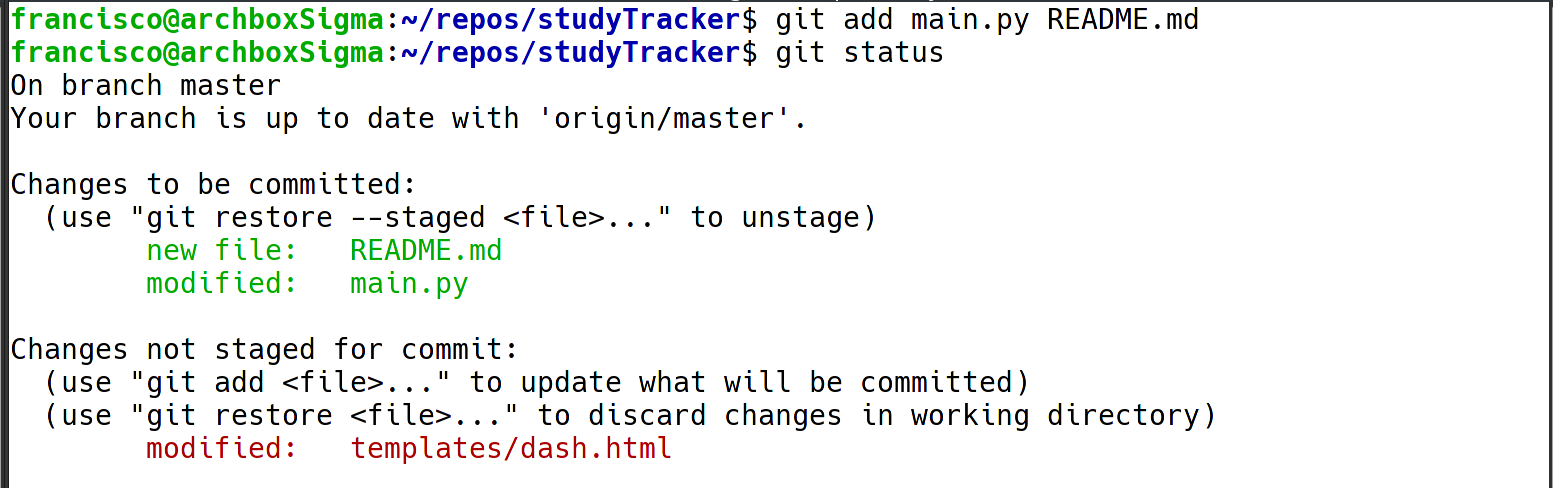 francisco@archboxSigma:~/repos/studyTracker$ git add main.py README.md
francisco@archboxSigma:~/repos/studyTracker$ git status
On branch master
Your branch is up to date with 'origin/master'.

Changes to be committed:
  (use "git restore --staged <file>..." to unstage)
        new file:   README.md
        modified:   main.py

Changes not staged for commit:
  (use "git add <file>..." to update what will be committed)
  (use "git restore <file>..." to discard changes in working directory)
        modified:   templates/dash.html